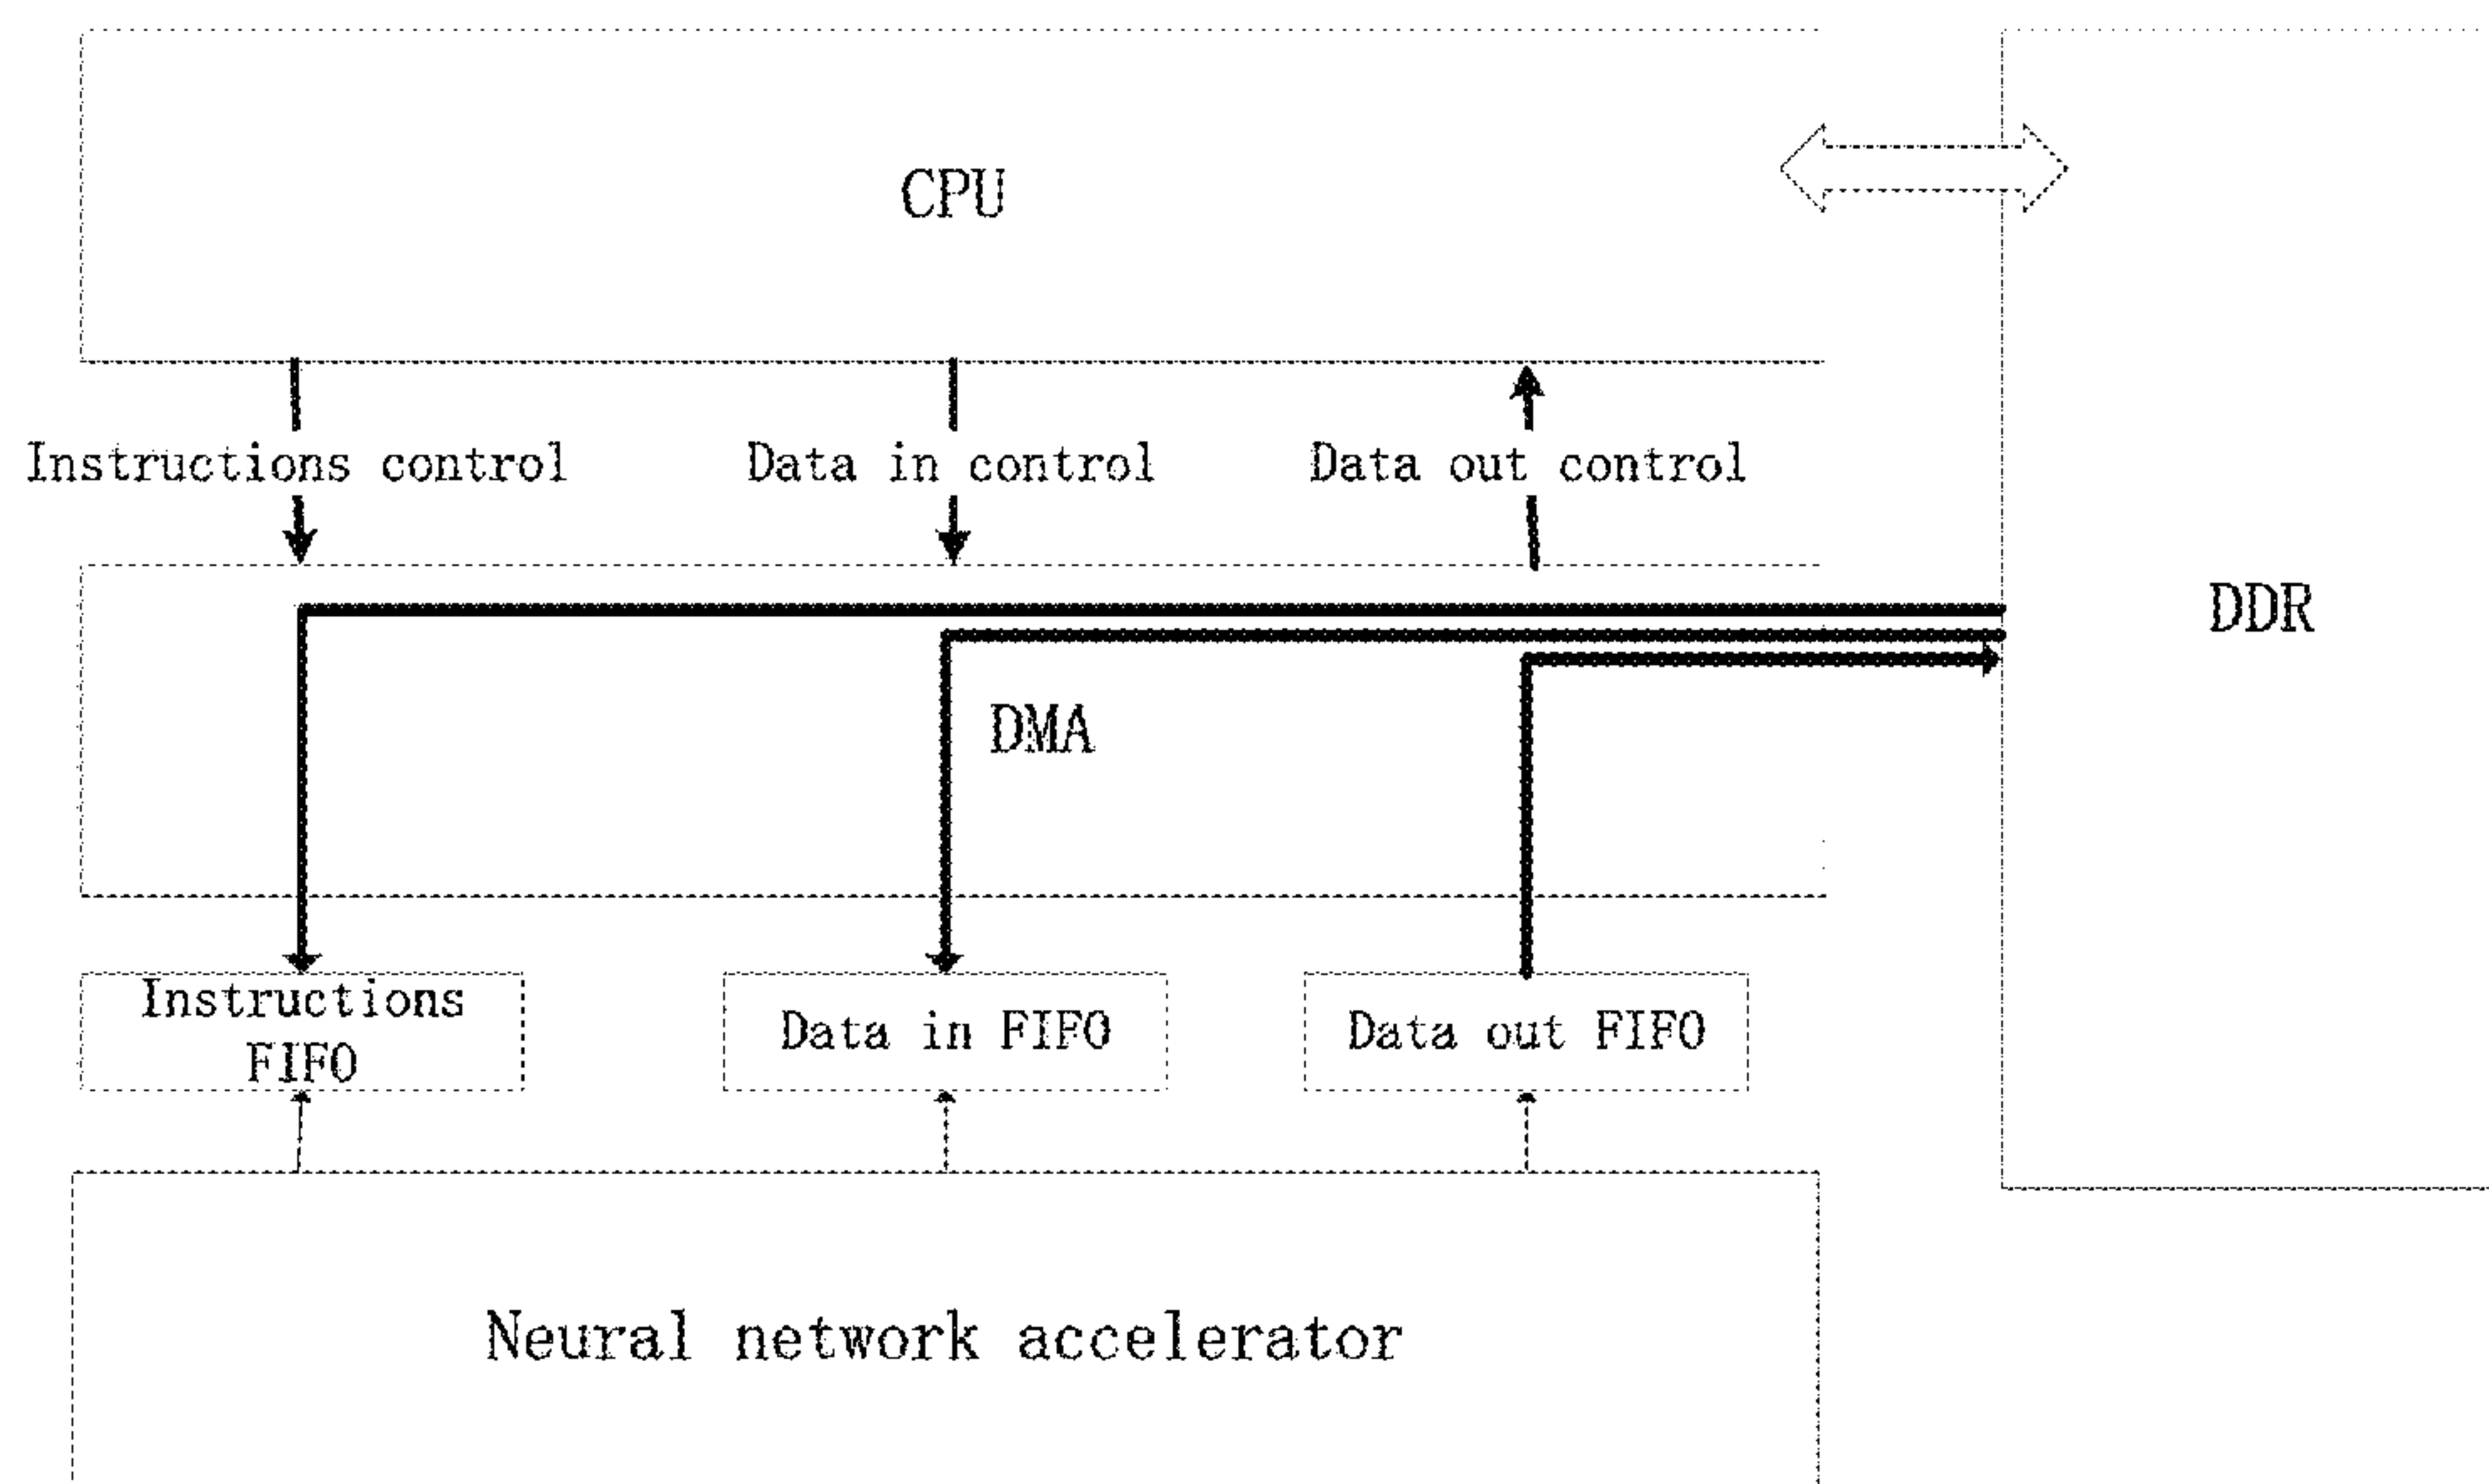 CPU
Instructions control
Data in control
Data out control
DDR
DMA
Instructions
FIFO
Data in FIFO
Data out FIFO
Neural network accelerator